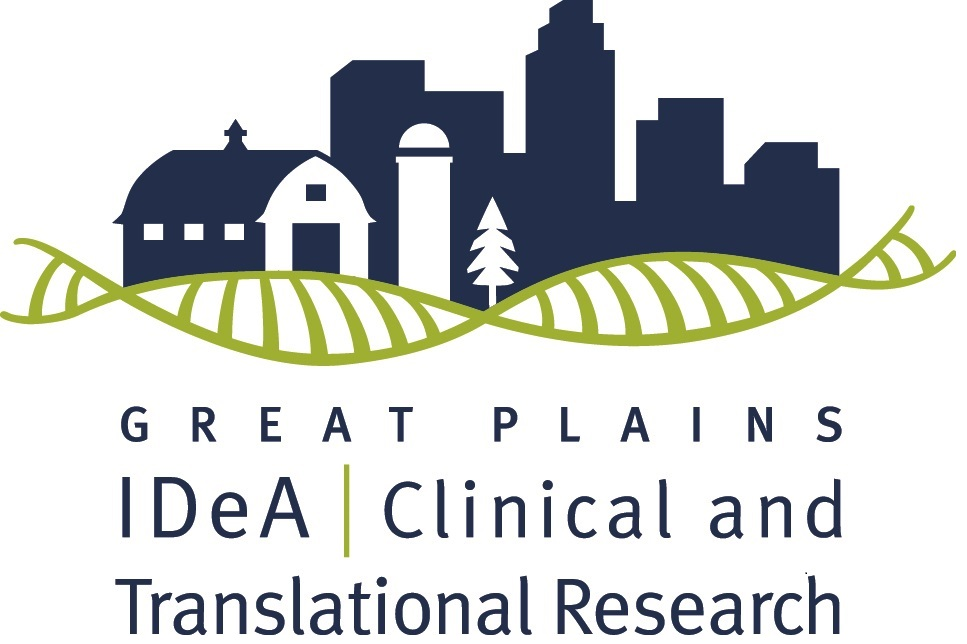 GREAT PLAINS
IDeA | Clinical and
Translational Research